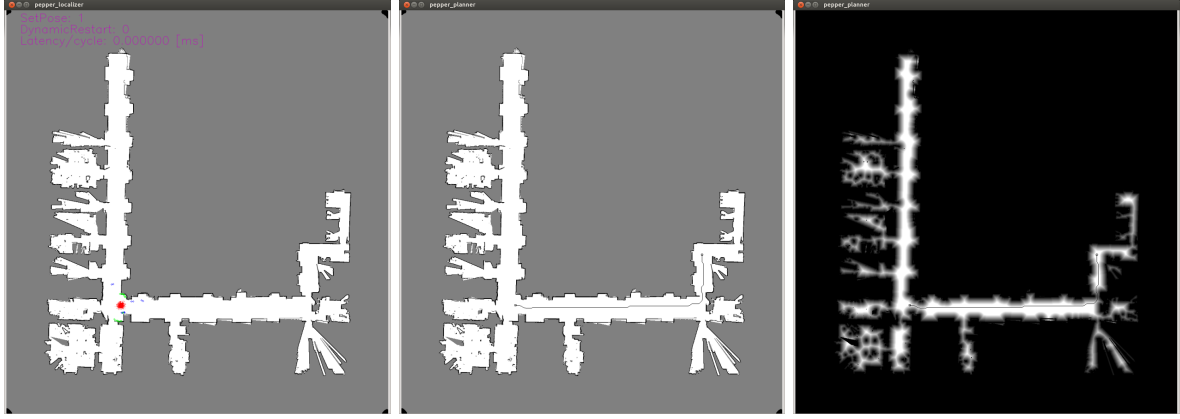 pepper_localizer
SetPose: 1
DynamicRestart: 0
Latency/cycle: 0.000000 [ms]
pepper_planner
pepper_planner